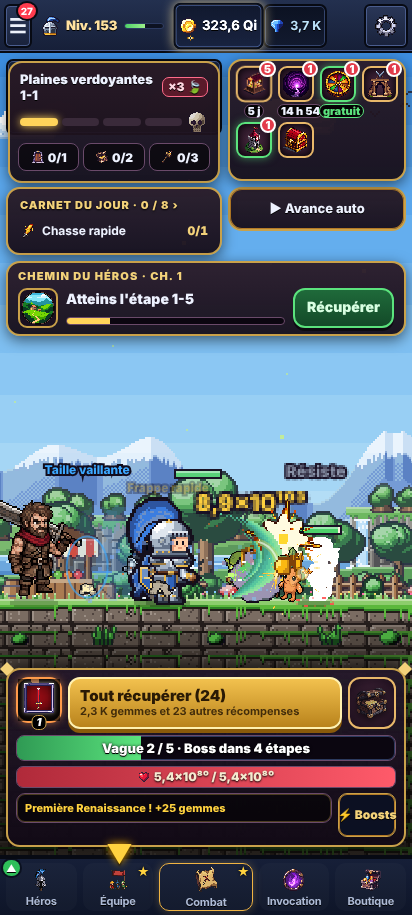 27
Niv. 153
323,6 Qi
3,7 K
Plaines verdoyantes
1-1
×3
0/1
0/2
0/3
5
1
1
1
5 j
14 h 54
gratuit
1
CARNET DU JOUR · 0 / 8 ›
Chasse rapide
0/1
▶ Avance auto
CHEMIN DU HÉROS · CH. 1
Atteins l'étape 1-5
Récupérer
Taille vaillante
Frappe rapide
Résiste
Tout récupérer (24)
2,3 K gemmes et 23 autres récompenses
1
Vague 2 / 5 · Boss dans 4 étapes
5,4×10⁸⁰ / 5,4×10⁸⁰
Première Renaissance ! +25 gemmes
Boosts
Héros
Équipe
Combat
Invocation
Boutique